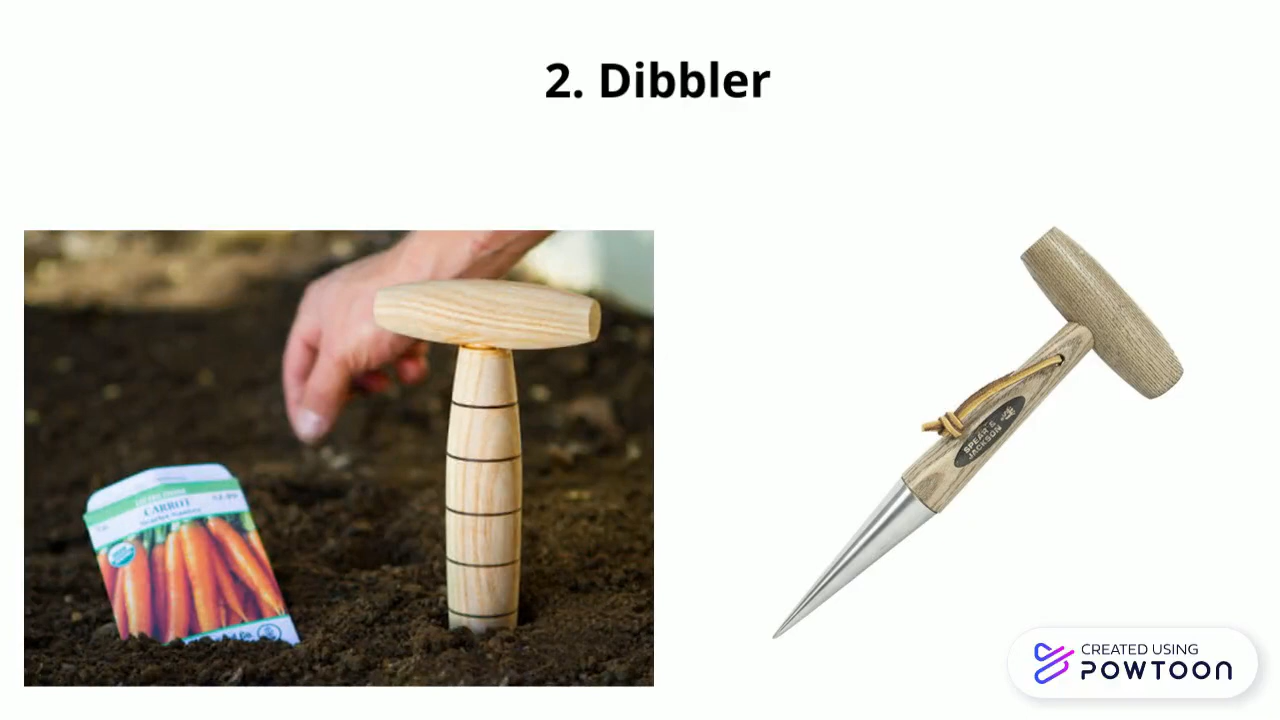 2. Dibbler
CARROT
SPEAR &
JACKSON
CREATED USING
POWTOON